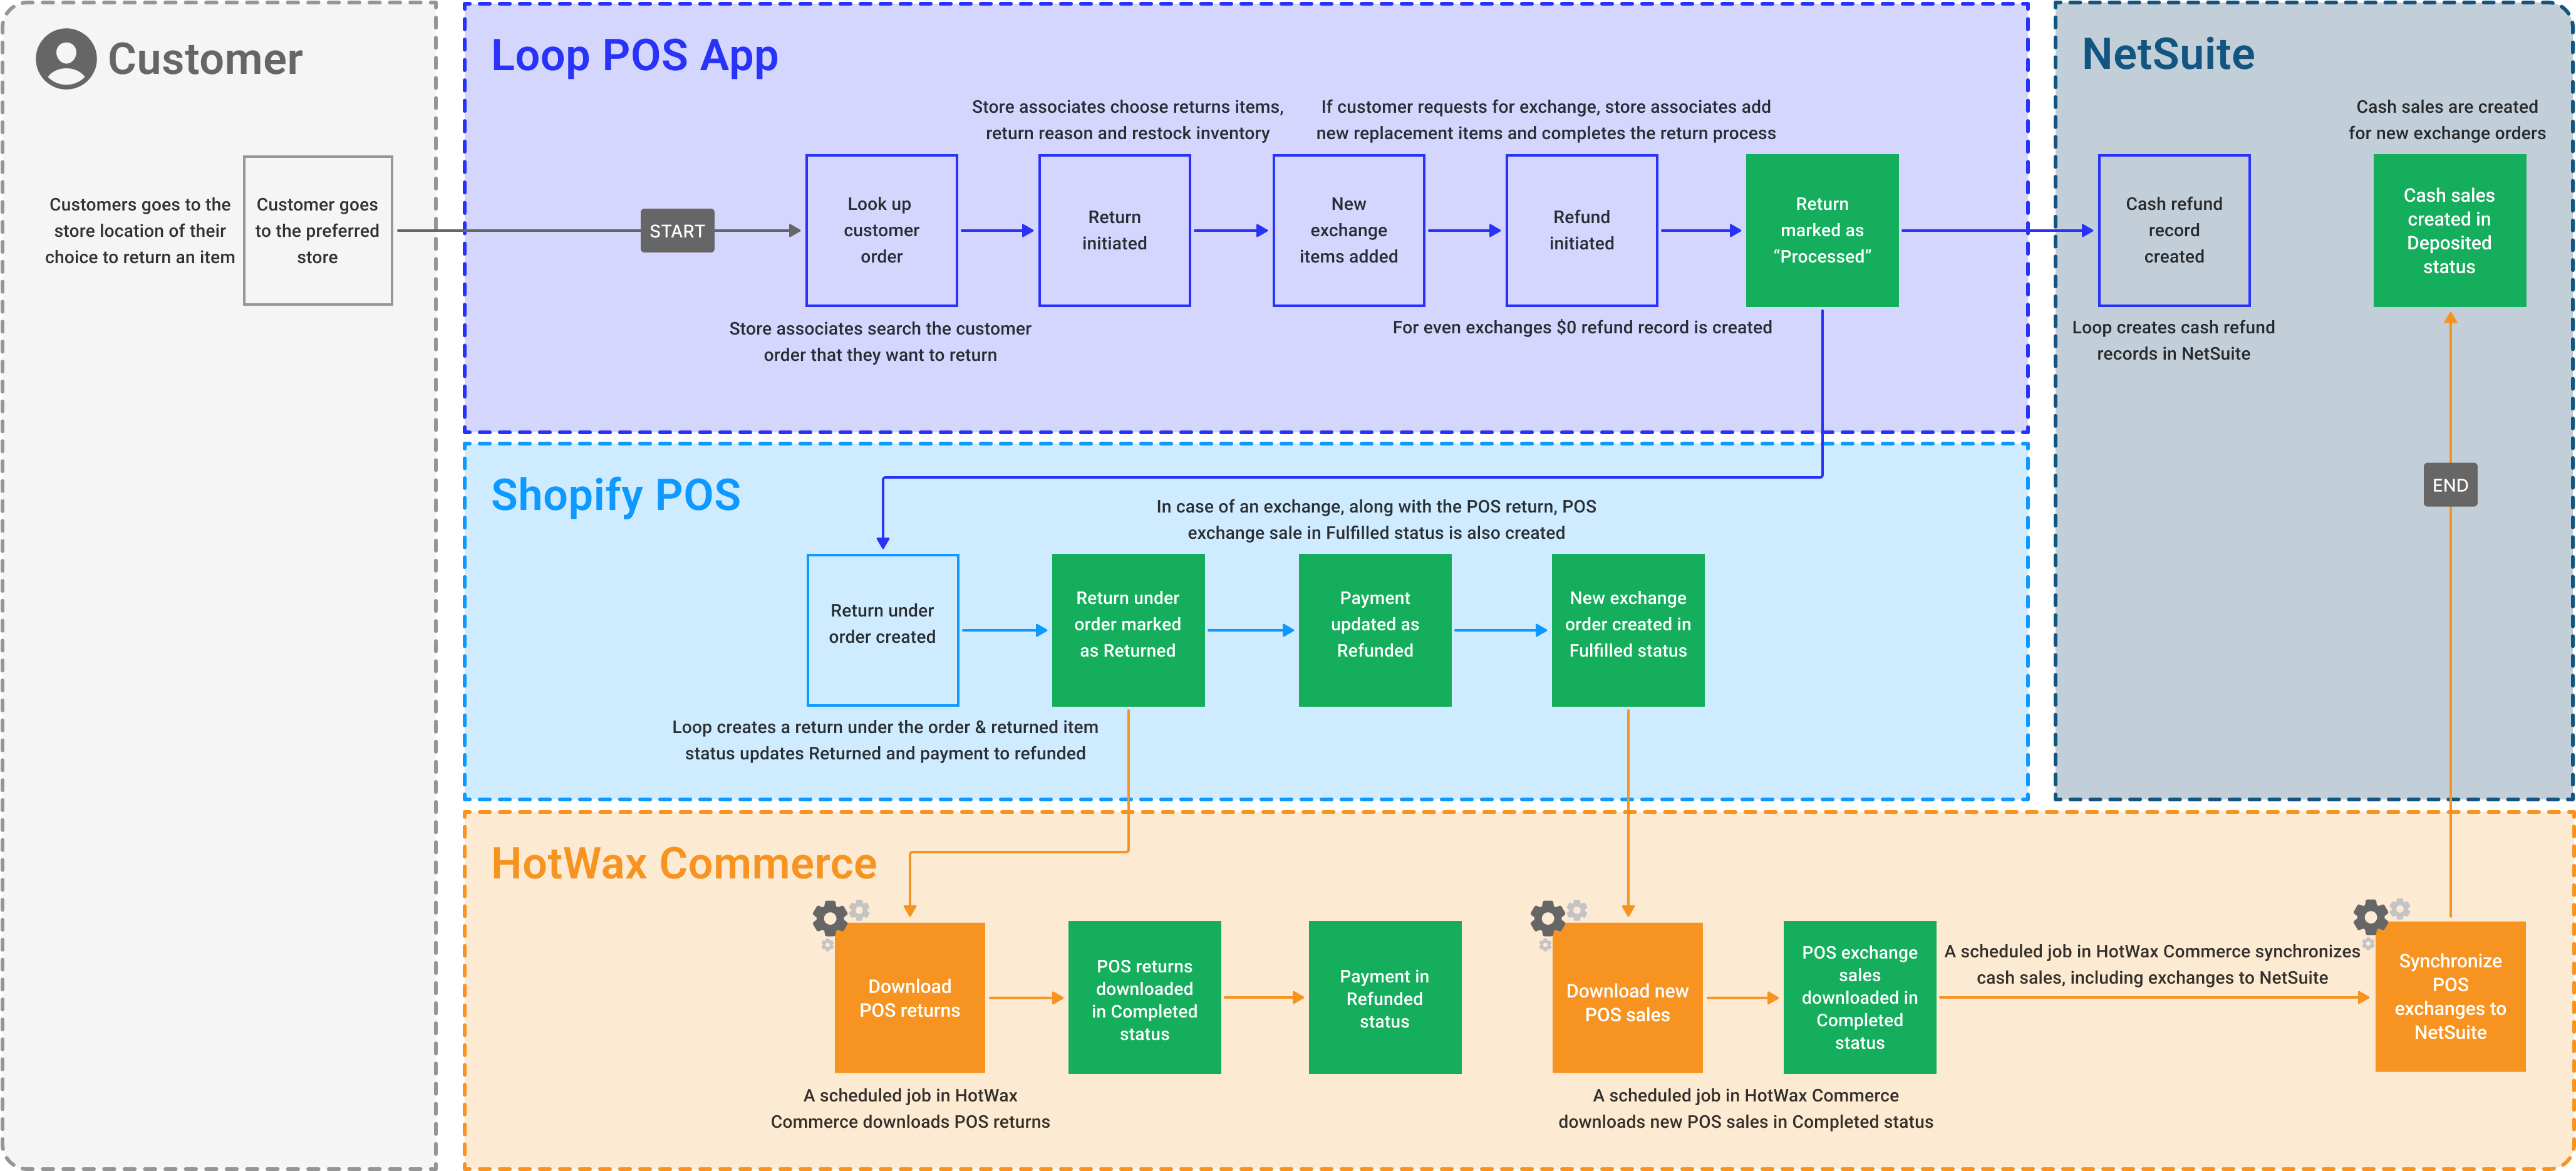 Customer
Customers goes to the
store location of their
choice to return an item
Customer goes
to the preferred
store
Loop POS App
START
Look up
customer
order
Store associates search the customer
order that they want to return
Store associates choose returns items,
return reason and restock inventory
Return
initiated
If customer requests for exchange, store associates add
new replacement items and completes the return process
New
exchange
items added
Refund
initiated
For even exchanges $0 refund record is created
Return
marked as
“Processed”
NetSuite
Cash refund
record
created
Loop creates cash refund
records in NetSuite
Cash sales are created
for new exchange orders
Cash sales
created in
Deposited
status
END
Shopify POS
In case of an exchange, along with the POS return, POS
exchange sale in Fulfilled status is also created
Return under
order created
Return under
order marked
as Returned
Payment
updated as
Refunded
New exchange
order created in
Fulfilled status
Loop creates a return under the order & returned item
status updates Returned and payment to refunded
HotWax Commerce
Download
POS returns
A scheduled job in HotWax
Commerce downloads POS returns
POS returns
downloaded
in Completed
status
Payment in
Refunded
status
Download new
POS sales
A scheduled job in HotWax Commerce
downloads new POS sales in Completed status
POS exchange
sales
downloaded in
Completed
status
A scheduled job in HotWax Commerce synchronizes
cash sales, including exchanges to NetSuite
Synchronize
POS
exchanges to
NetSuite